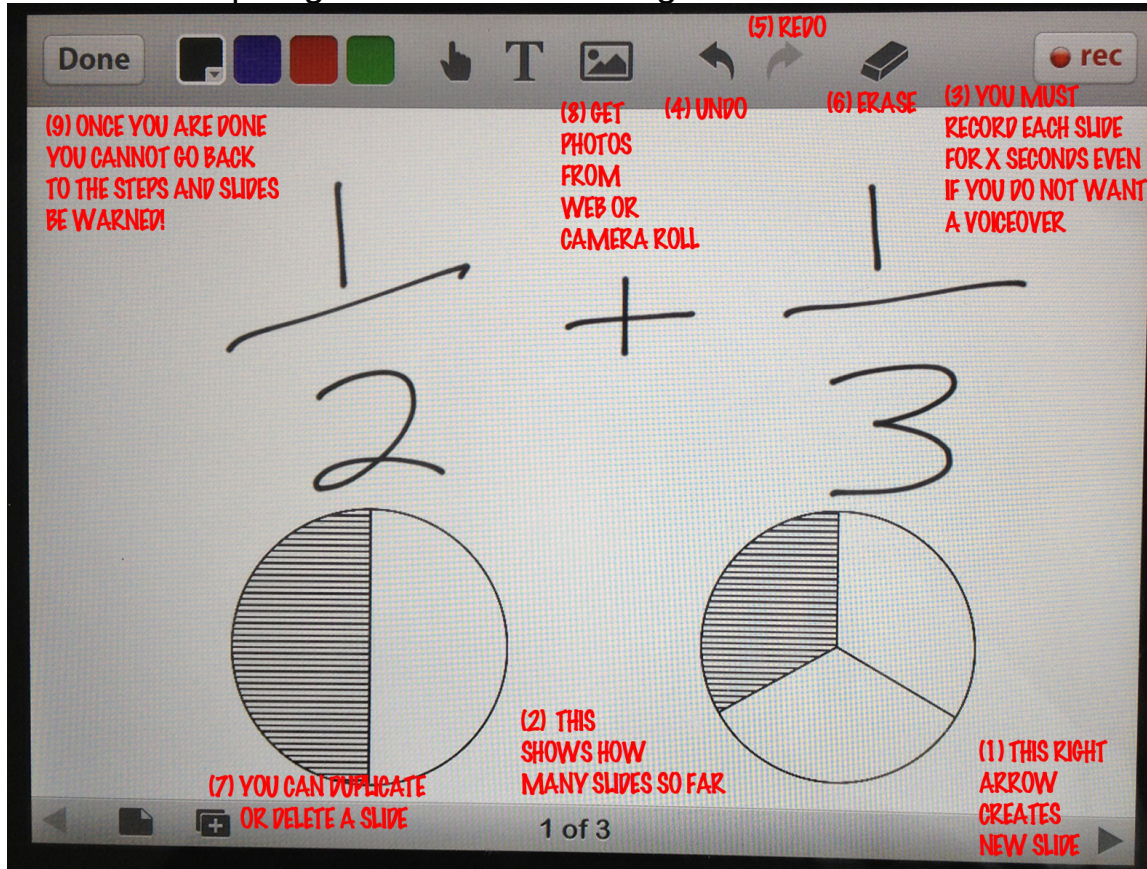 (5) REDO
Done
T
rec
(9) ONCE YOU ARE DONE
YOU CANNOT GO BACK
TO THE STEPS AND SLIDES
BE WARNED!
(8) GET
PHOTOS
FROM
WEB OR
CAMERA ROLL
(4) UNDO
(6) ERASE
(3) YOU MUST
RECORD EACH SLIDE
FOR X SECONDS EVEN
IF YOU DO NOT WANT
A VOICEOVER
1
2
+
1
3
(2) THIS
SHOWS HOW
MANY SLIDES SO FAR
(7) YOU CAN DUPLICATE
OR DELETE A SLIDE
1 of 3
(1) THIS RIGHT
ARROW
CREATES
NEW SLIDE